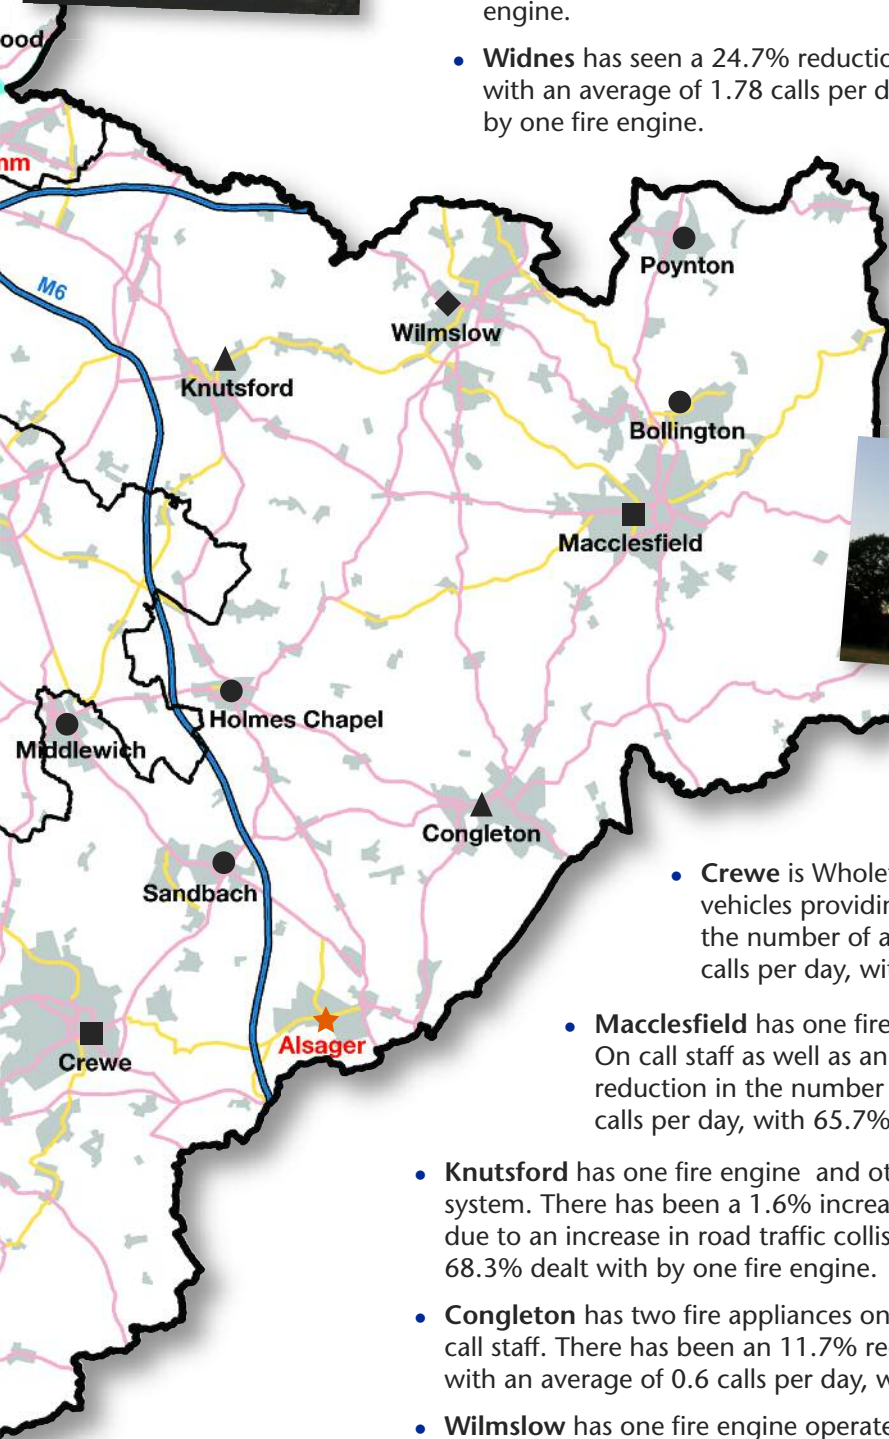 engine.
• Widnes has seen a 24.7% reductio
with an average of 1.78 calls per d
by one fire engine.
ood
mm
M6
Poynton
Wilmslow
Knutsford
Bollington
Macclesfield
Holmes Chapel
Middlewich
Congleton
Sandbach
Alsager
Crewe
• Crewe is Wholet
vehicles providin
the number of a
calls per day, wit
• Macclesfield has one fire
On call staff as well as an
reduction in the number
calls per day, with 65.7%
• Knutsford has one fire engine and ot
system. There has been a 1.6% increa
due to an increase in road traffic collis
68.3% dealt with by one fire engine.
• Congleton has two fire appliances on
call staff. There has been an 11.7% re
with an average of 0.6 calls per day, w
• Wilmslow has one fire engine operate